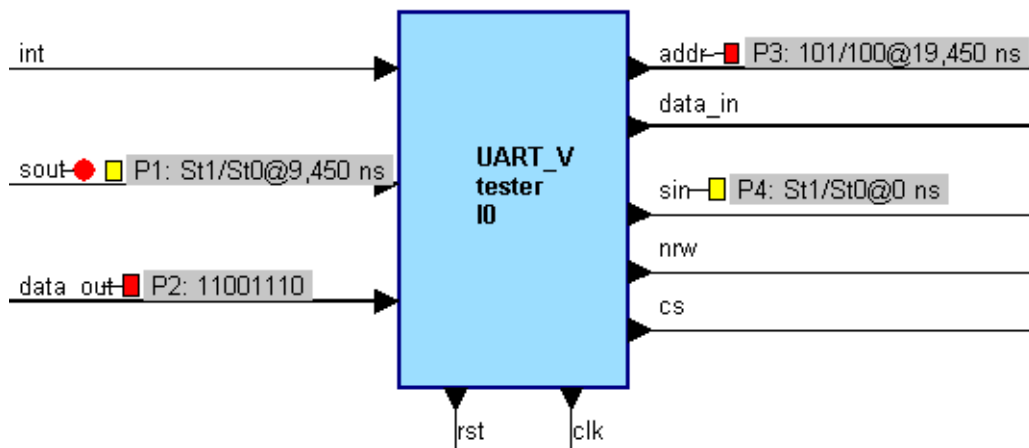 int
addr P3: 101/100@19,450 ns
data_in
sout P1: St1/St0@9,450 ns
UART_V
tester
I0
sin P4: St1/St0@0 ns
nrw
data_out P2: 11001110
cs
rst clk